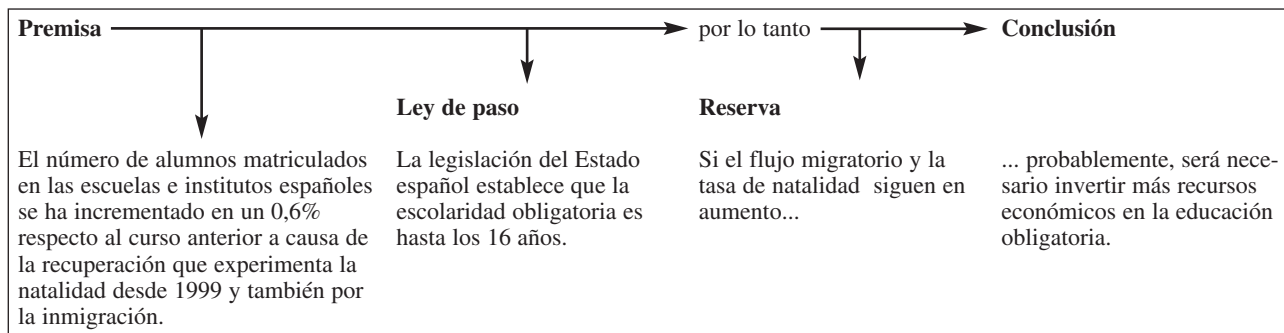 Premisa
por lo tanto
Conclusión
Ley de paso
Reserva
El número de alumnos matriculados
en las escuelas e institutos españoles
se ha incrementado en un 0,6%
respecto al curso anterior a causa de
la recuperación que experimenta la
natalidad desde 1999 y también por
la inmigración.
La legislación del Estado
español establece que la
escolaridad obligatoria es
hasta los 16 años.
Si el flujo migratorio y la
tasa de natalidad siguen en
aumento...
... probablemente, será nece-
sario invertir más recursos
económicos en la educación
obligatoria.